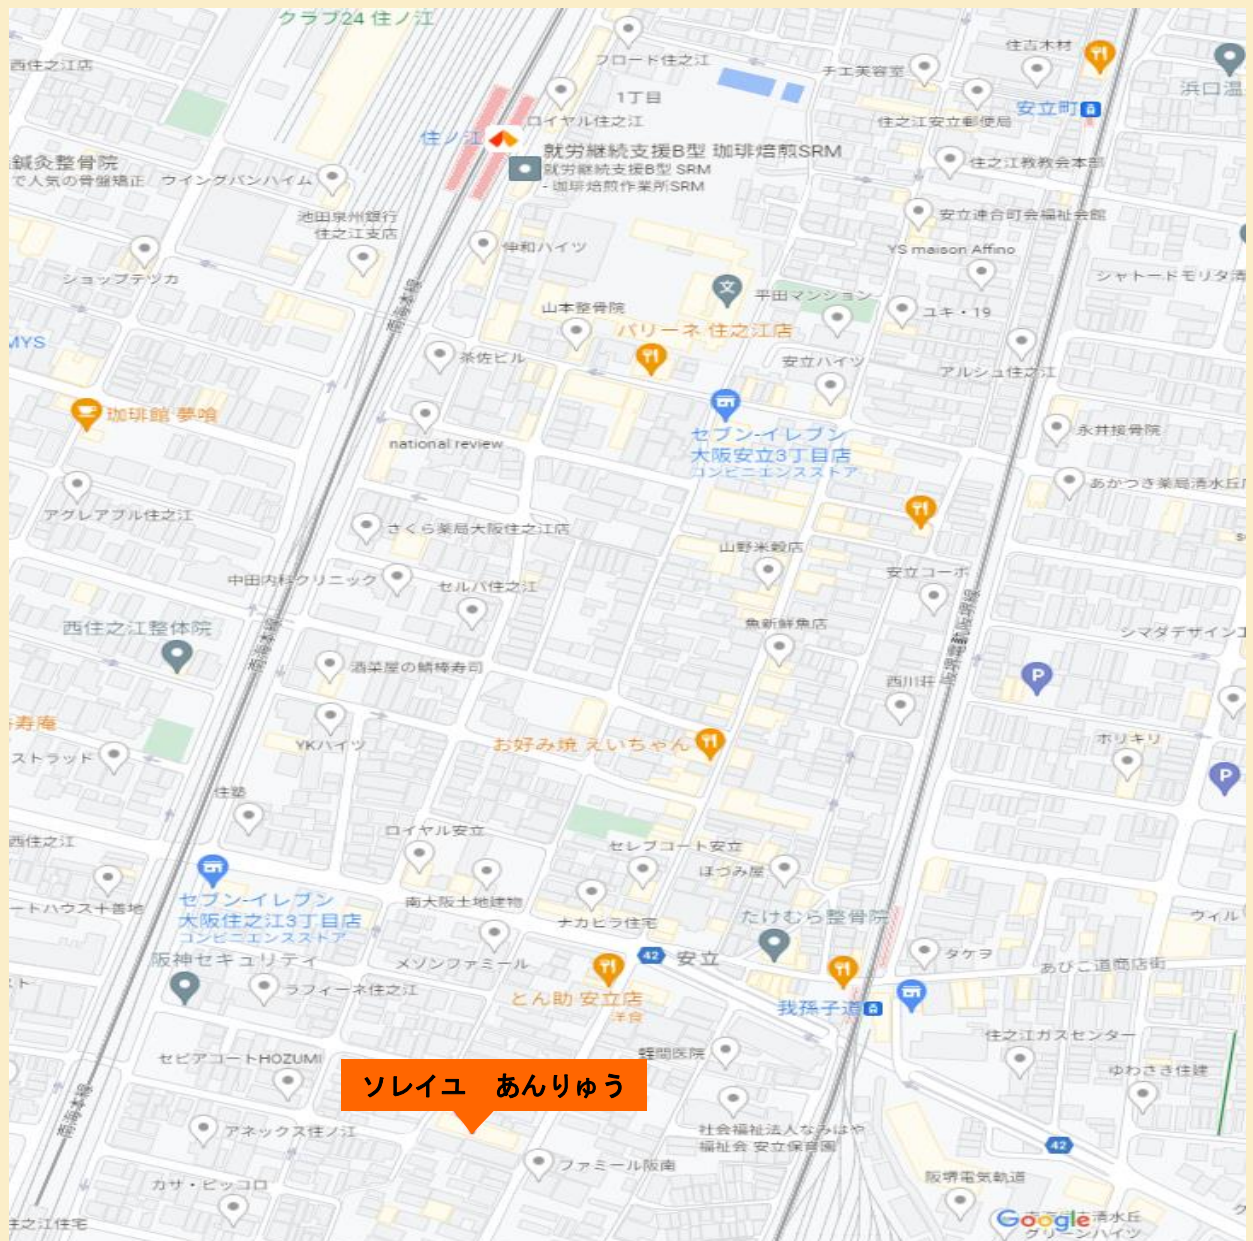 クラブ24 住ノ江
西住之江店
フロード住之江
住吉木材
チエ美容室
浜口温
1丁目
安立町
ロイヤル住之江
住之江安立郵便局
住ノ江
就労継続支援B型 珈琲焙煎SRM
就労継続支援B型 SRM
- 珈琲焙煎作業所SRM
住之江教会本部
鍼灸整骨院
で人気の骨盤矯正
ウイングバンハイム
池田泉州銀行
住之江支店
安立連合町会福祉会館
伸和ハイツ
YS maison Affino
ショップテヅカ
シャトードモリタ清
南海本線
平田マンション
山本整骨院
ユキ・19
パリーネ 住之江店
MYS
茶佐ビル
安立ハイツ
アルシュ住之江
珈琲館 夢喰
national review
セブン-イレブン
大阪安立3丁目店
コンビニエンスストア
永井接骨院
あかつき薬局清水丘
アグレアブル住之江
さくら薬局大阪住之江店
山野米穀店
中田内科クリニック
セルバ住之江
安立コーポ
西住之江整体院
南海本線
魚新鮮魚店
阪堺電軌阪堺線
シマダデザインエ
酒菜屋の鯖棒寿司
西川荘
寿庵
YKハイツ
お好み焼 えいちゃん
ホリキリ
ストラッド
住塾
西住之江
ロイヤル安立
セレブコート安立
ほづみ屋
セブン-イレブン
大阪住之江3丁目店
コンビニエンスストア
ートハウス十善地
南大阪土地建物
ナカヒラ住宅
たけむら整骨院
ウィル
阪神セキュリティ
メゾンファミール
42
安立
タケヲ
あびこ道商店街
ラフィーネ住之江
とん助 安立店
洋食
我孫子道
住之江ガスセンター
セピアコートHOZUMI
ソレイユ あんりゅう
蛭間医院
ゆわさき住建
南海本線
アネックス住ノ江
社会福祉法人なみはや
福祉会 安立保育園
42
ファミール阪南
カサ・ピッコロ
阪堺電気軌道
住之江住宅
Google
清水丘
グリーンハイツ